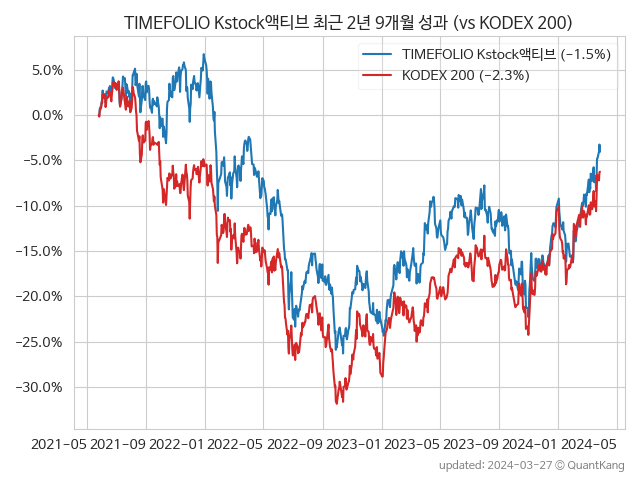 TIMEFOLIO Kstock액티브 최근 2년 9개월 성과 (vs KODEX 200)
TIMEFOLIO Kstock액티브 (−1.5%)
KODEX 200 (−2.3%)
5.0%
0.0%
−5.0%
−10.0%
−15.0%
−20.0%
−25.0%
−30.0%
2021-05 2021-09 2022-01 2022-05 2022-09 2023-01 2023-05 2023-09 2024-01 2024-05
updated: 2024-03-27 © QuantKang